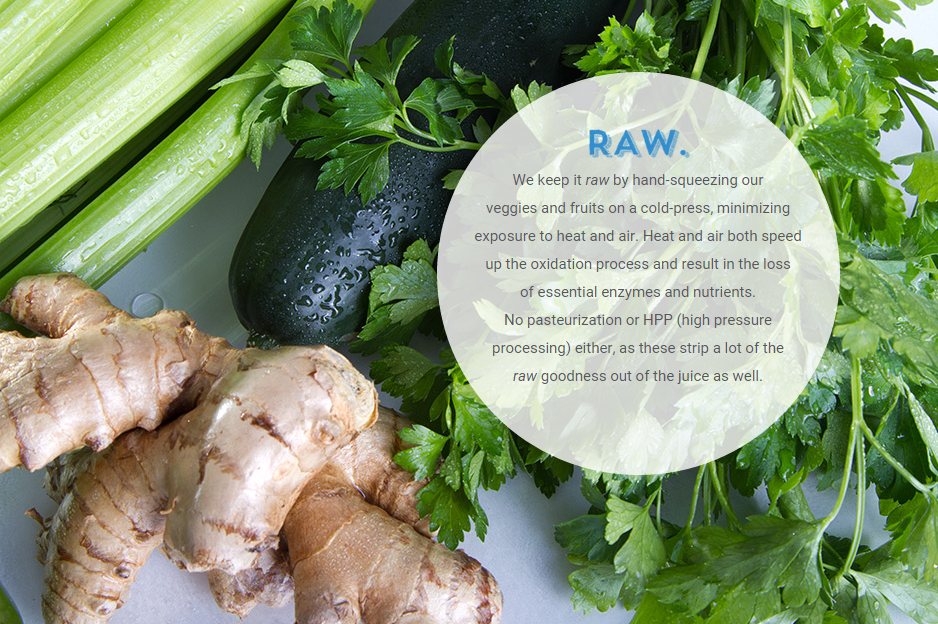 RAW.
We keep it raw by hand-squeezing our
veggies and fruits on a cold-press, minimizing
exposure to heat and air. Heat and air both speed
up the oxidation process and result in the loss
of essential enzymes and nutrients.
No pasteurization or HPP (high pressure
processing) either, as these strip a lot of the
raw goodness out of the juice as well.